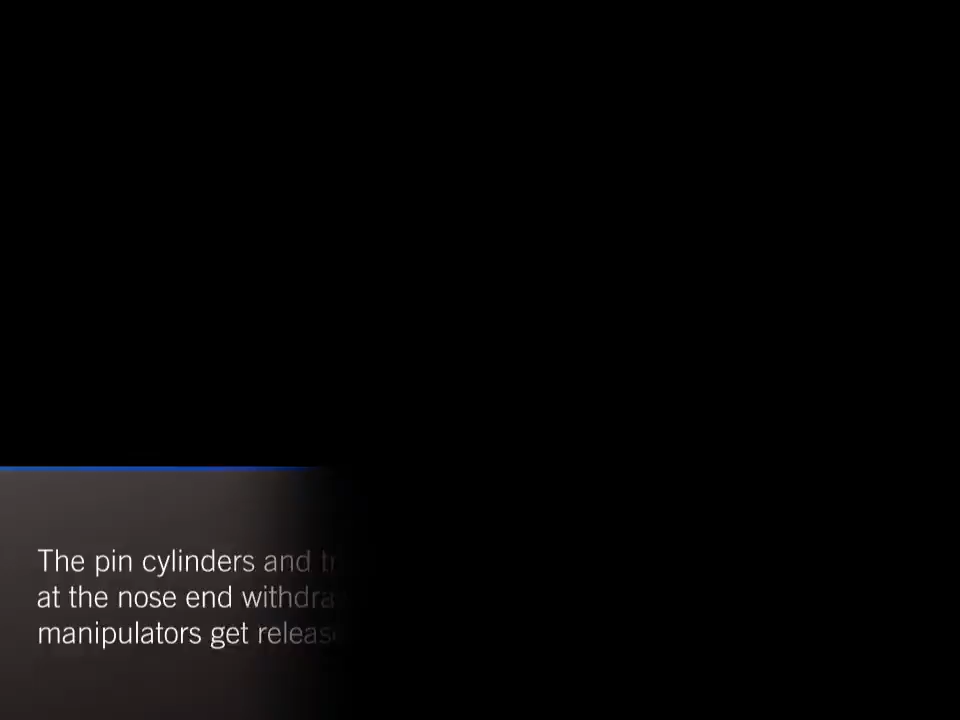 The pin cylinders and
at the nose end
manipulators get